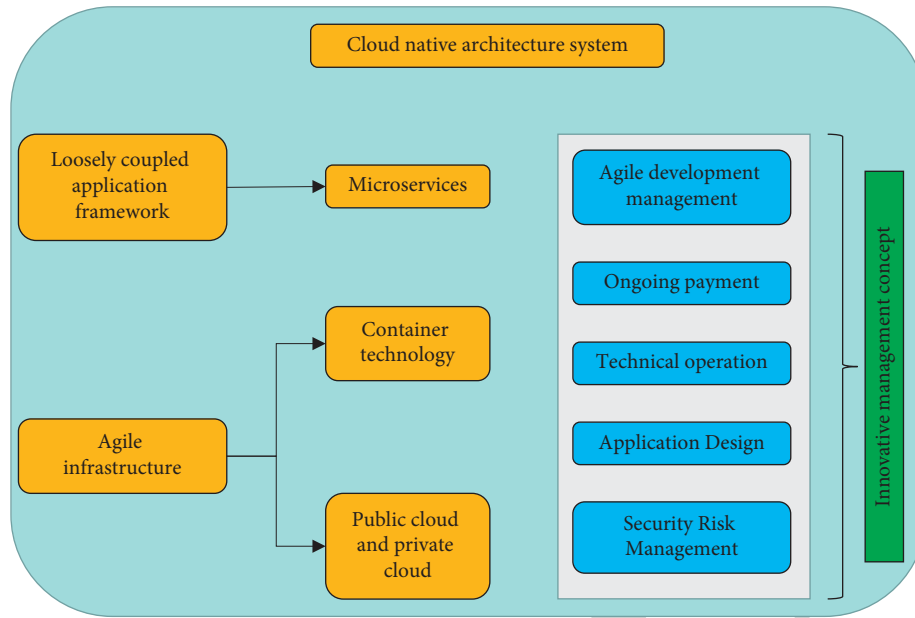 Cloud native architecture system
Loosely coupled
application
framework
Microservices
Container
technology
Agile
infrastructure
Public cloud
and private
cloud
Agile development
management
Ongoing payment
Technical operation
Application Design
Security Risk
Management
Innovative management concept